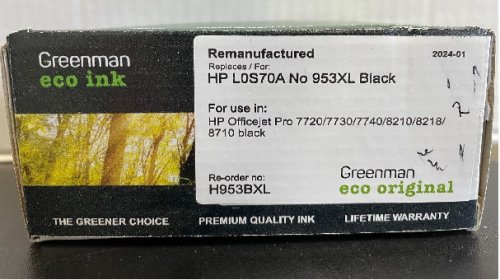 Greenman
eco ink
Remanufactured
2024-01
Replaces / For:
HP L0S70A No 953XL Black
For use in:
HP Officejet Pro 7720/7730/7740/8210/8218/
8710 black
Re-order no:
H953BXL
Greenman
eco original
THE GREENER CHOICE
PREMIUM QUALITY INK
LIFETIME WARRANTY